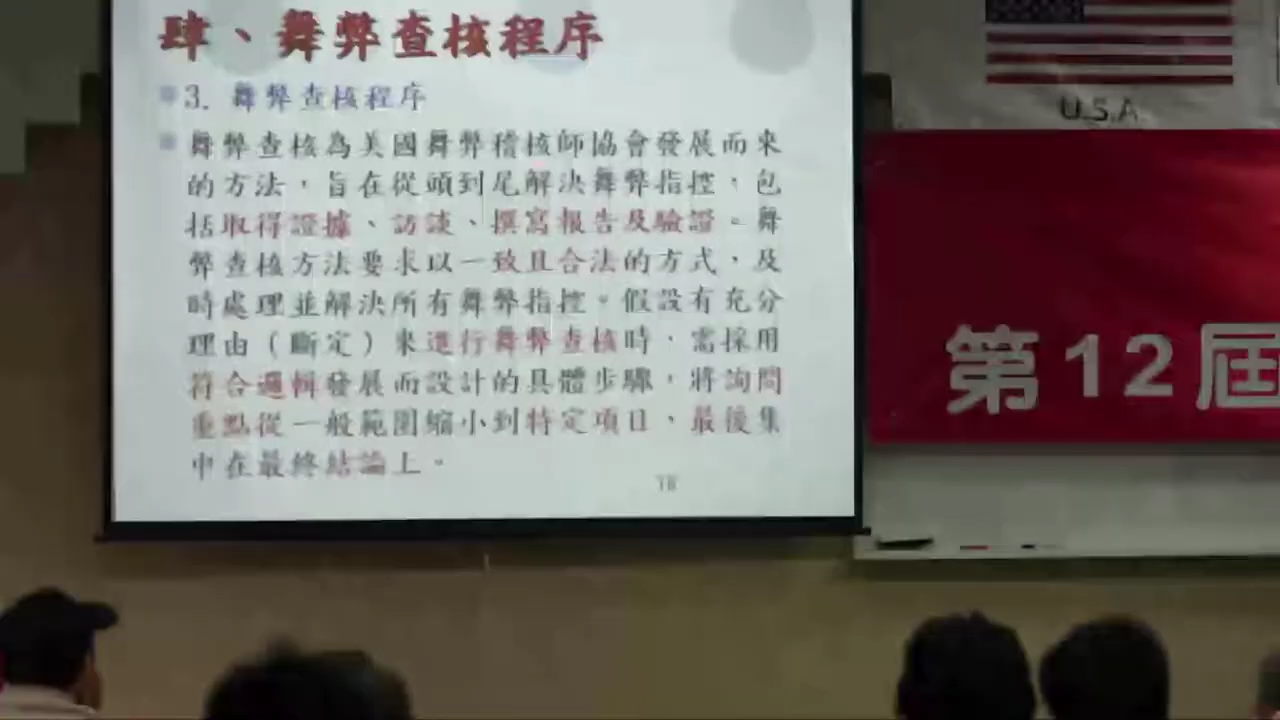 肆、舞弊查核程序
3. 舞弊查核程序
舞弊查核為美國舞弊稽核師協會發展而來
的方法，旨在從頭到尾解決舞弊指控，包
括取得證據、訪談、撰寫報告及驗證。舞
弊查核方法要求以一致且合法的方式，及
時處理並解決所有舞弊指控。假設有充分
理由（斷定）來進行舞弊查核時，需採用
符合邏輯發展而設計的具體步驟，將詢問
重點從一般範圍縮小到特定項目、最後集
中在最終結論上。
U.S.A
第12屆